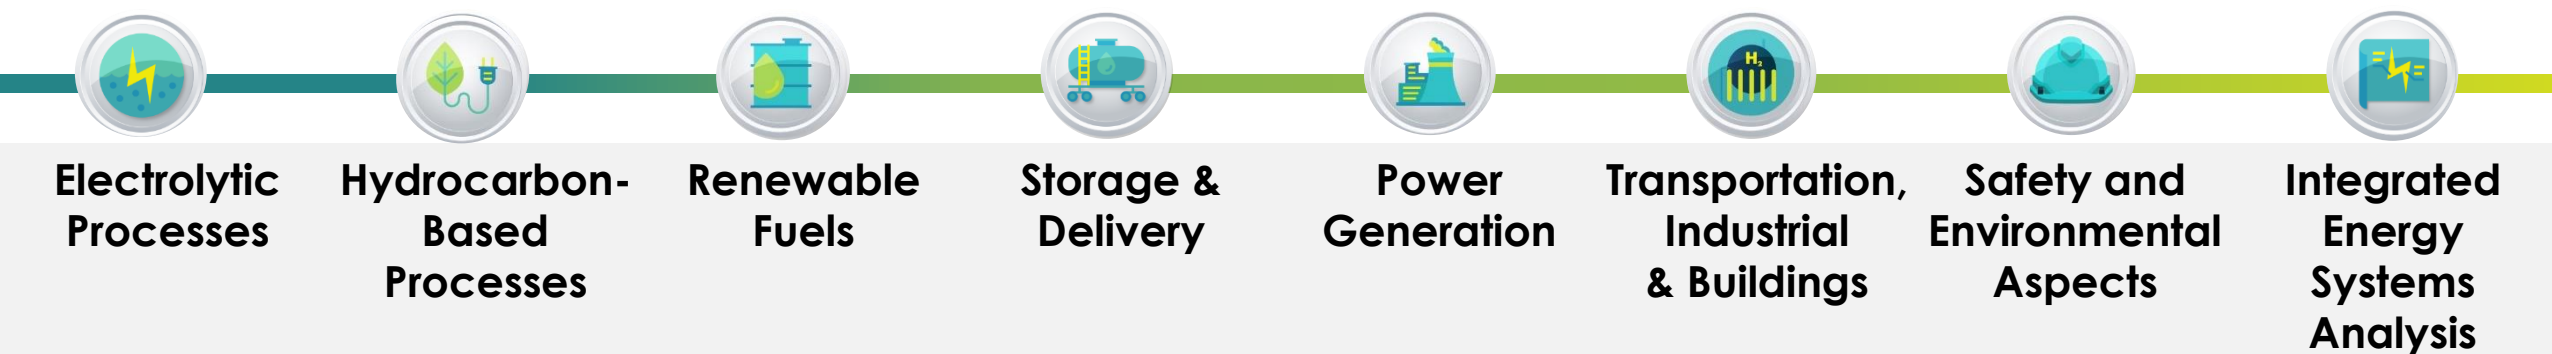 H₂
Electrolytic
Processes
Hydrocarbon-
Based
Processes
Renewable
Fuels
Storage &
Delivery
Power
Generation
Transportation,
Industrial
& Buildings
Safety and
Environmental
Aspects
Integrated
Energy
Systems
Analysis